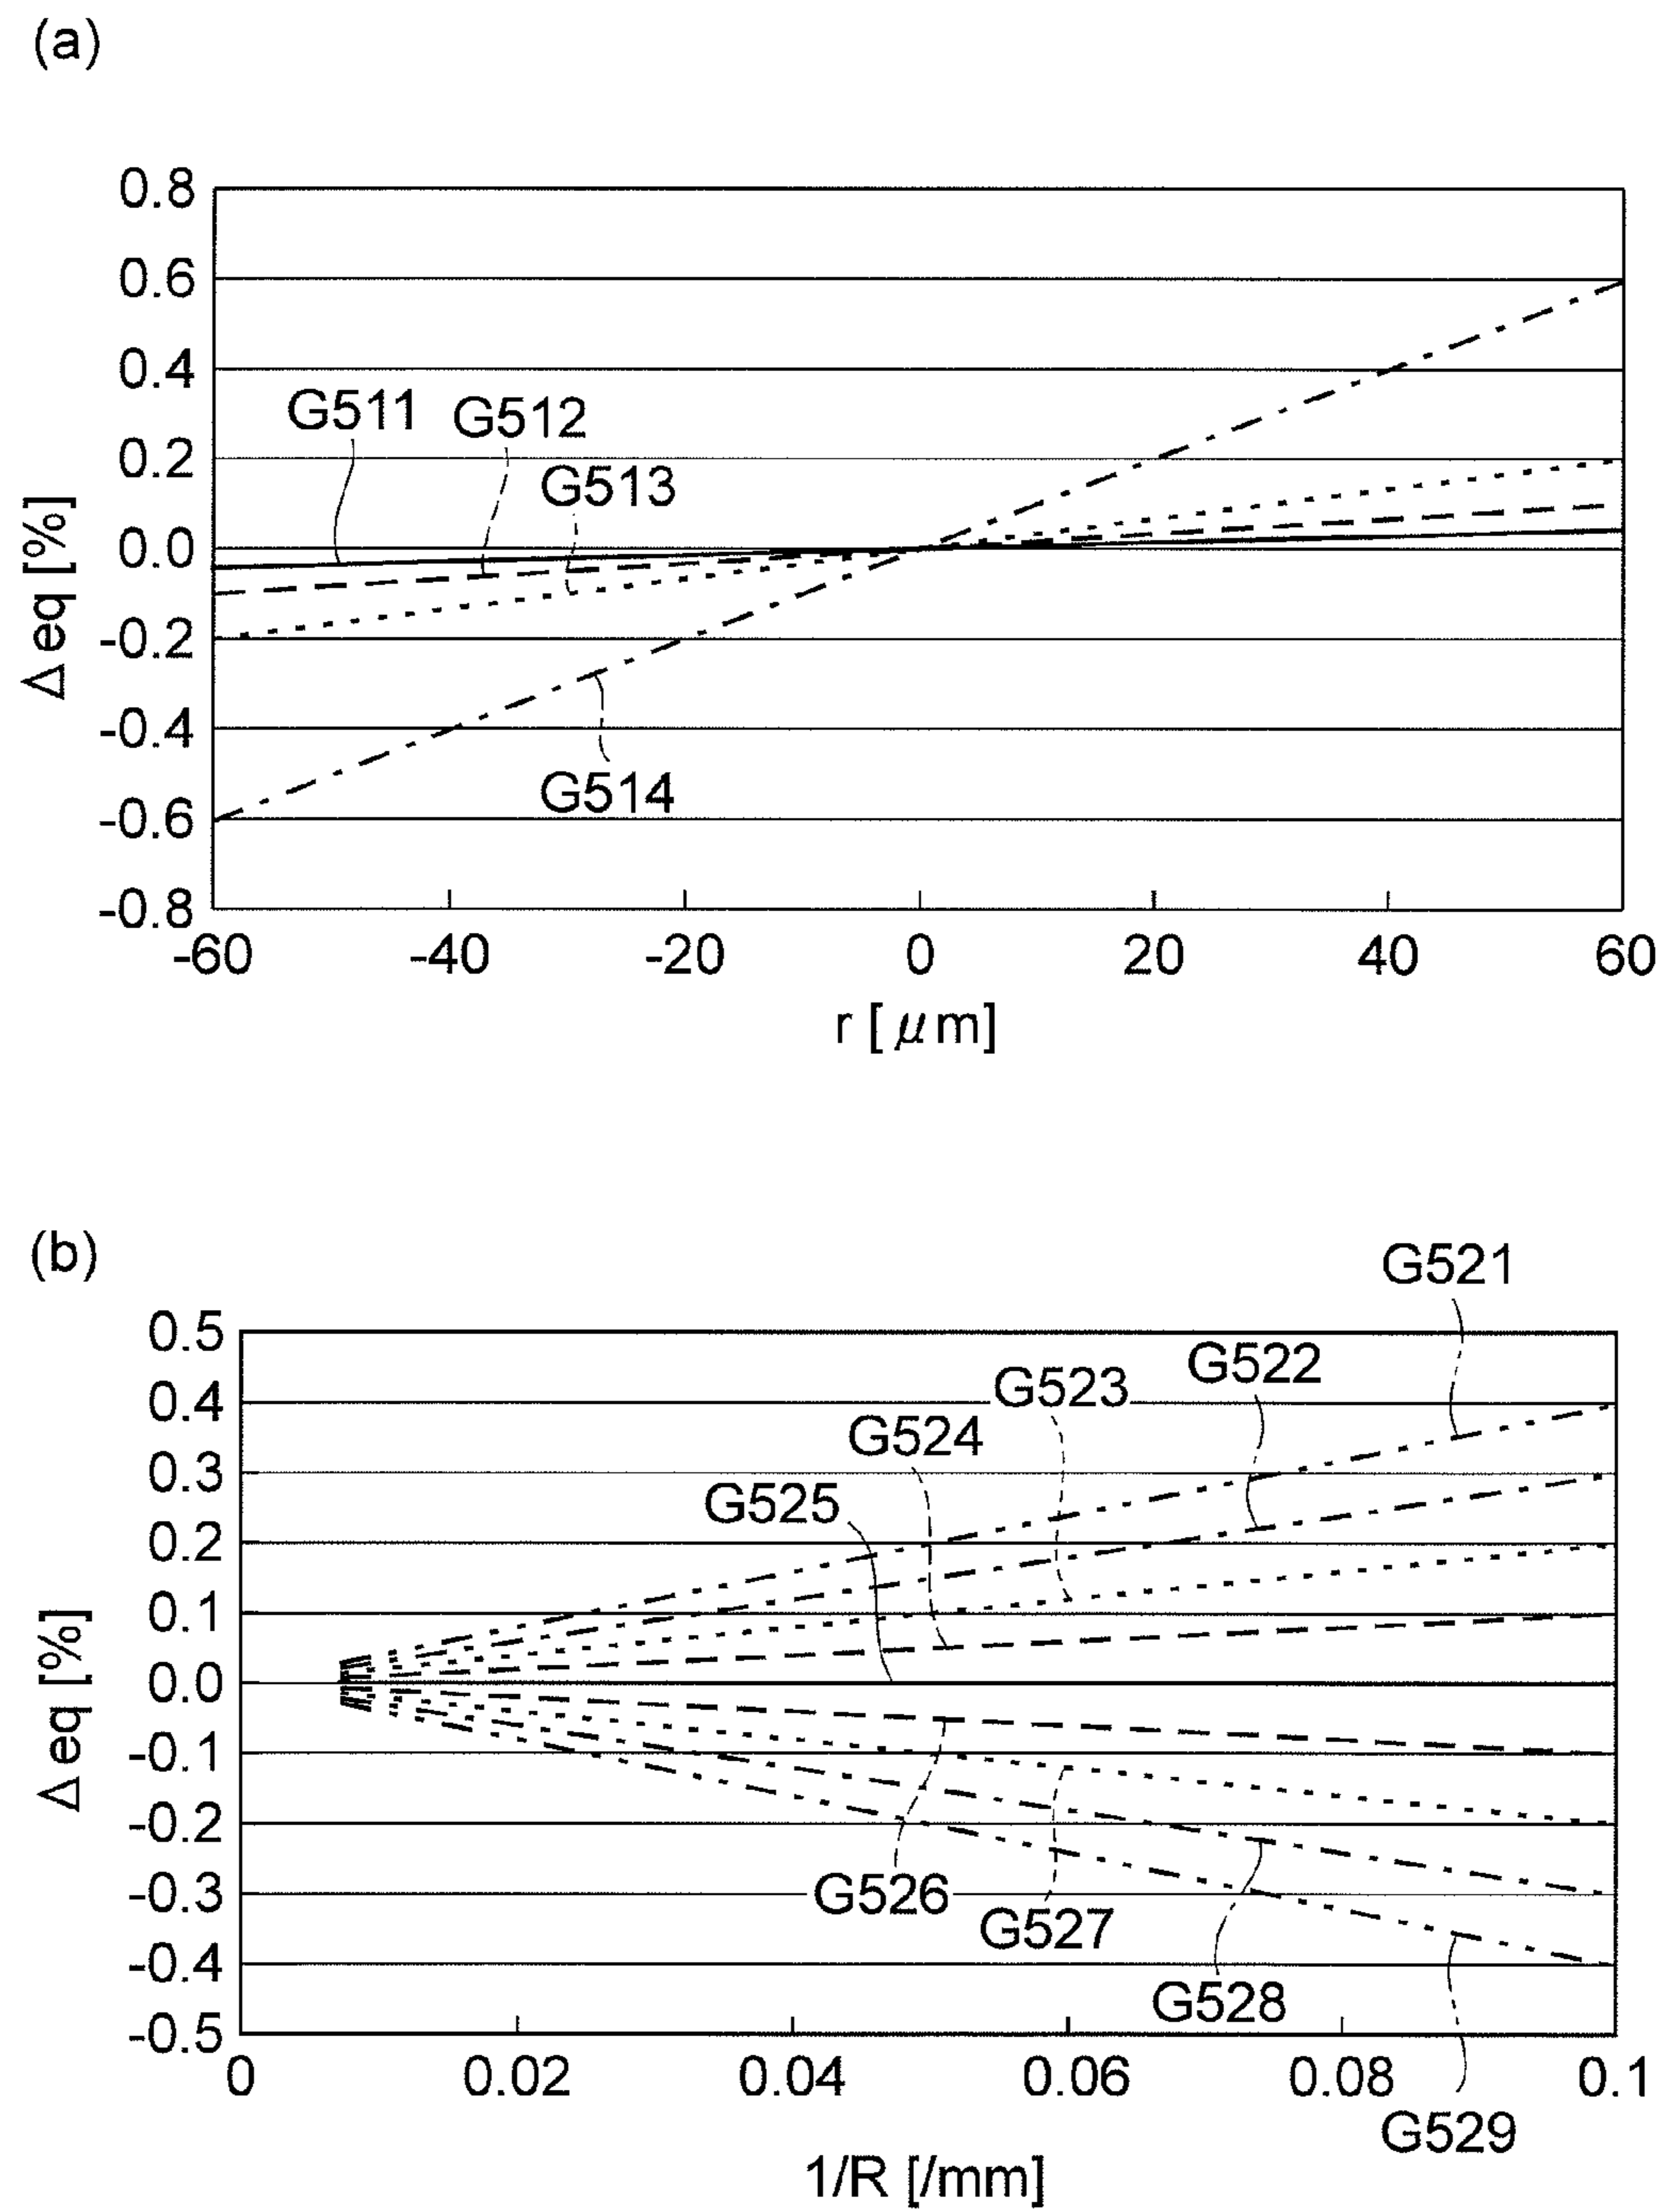 (a)
0.8
0.6
0.4
0.2
0.0
-0.2
-0.4
-0.6
-0.8
Δeq [%]
G511
G512
G513
G514
-60 -40 -20 0 20 40 60
r [μm]
(b)
0.5
0.4
0.3
0.2
0.1
0.0
-0.1
-0.2
-0.3
-0.4
-0.5
Δeq [%]
G521
G522
G523
G524
G525
G526
G527
G528
G529
0 0.02 0.04 0.06 0.08 0.1
1/R [/mm]